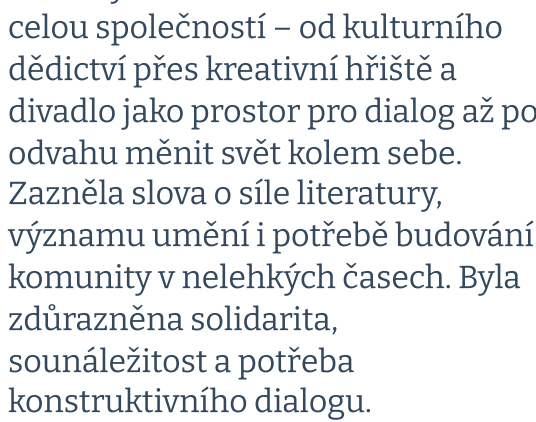 celou společností – od kulturního
dědictví přes kreativní hřiště a
divadlo jako prostor pro dialog až po
odvahu měnit svět kolem sebe.
Zazněla slova o síle literatury,
významu umění i potřebě budování
komunity v nelehkých časech. Byla
zdůrazněna solidarita,
sounáležitost a potřeba
konstruktivního dialogu.